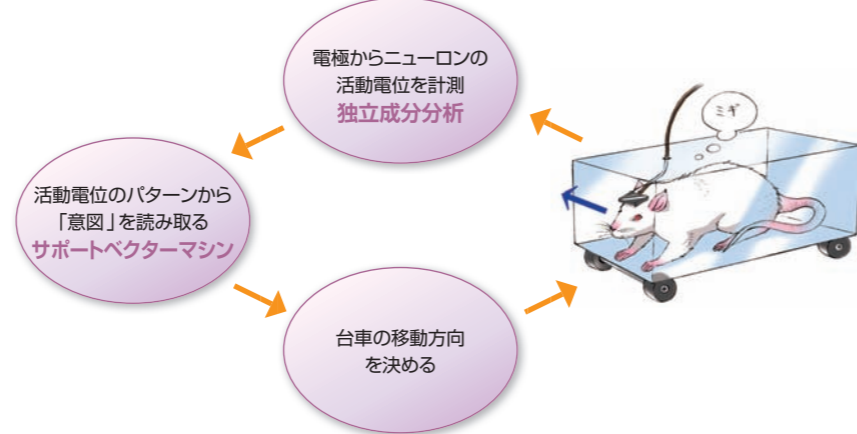 電極からニューロンの
活動電位を計測
独立成分分析
ミギ
活動電位のパターンから
「意図」を読み取る
サポートベクターマシン
台車の移動方向
を決める